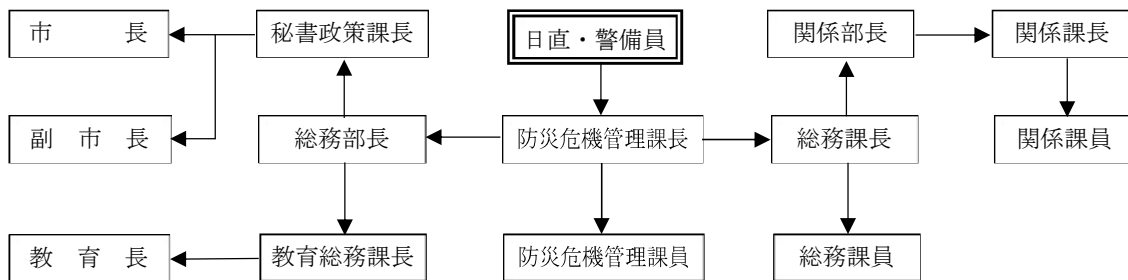 市長
秘書政策課長
日直・警備員
関係部長
関係課長
副市長
総務部長
防災危機管理課長
総務課長
関係課員
教育長
教育総務課長
防災危機管理課員
総務課員